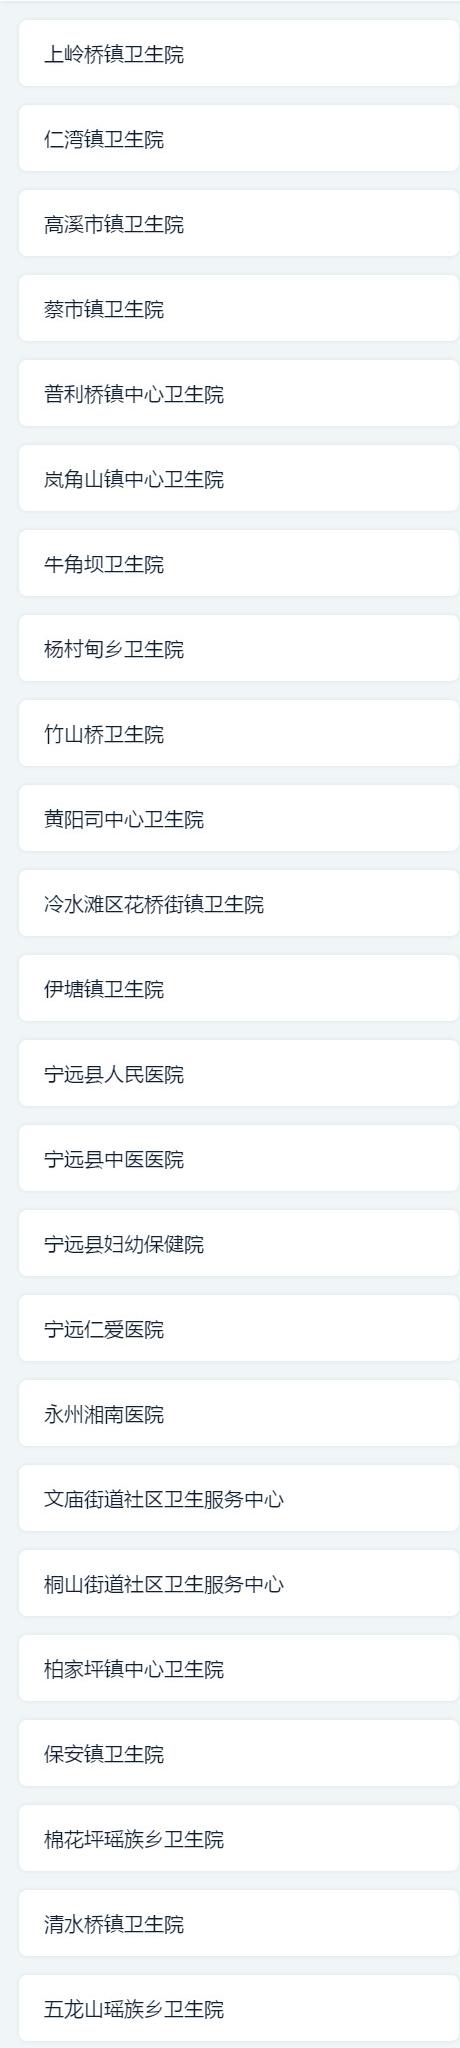 上岭桥镇卫生院
仁湾镇卫生院
高溪市镇卫生院
蔡市镇卫生院
普利桥镇中心卫生院
岚角山镇中心卫生院
牛角坝卫生院
杨村甸乡卫生院
竹山桥卫生院
黄阳司中心卫生院
冷水滩区花桥街镇卫生院
伊塘镇卫生院
宁远县人民医院
宁远县中医医院
宁远县妇幼保健院
宁远仁爱医院
永州湘南医院
文庙街道社区卫生服务中心
桐山街道社区卫生服务中心
柏家坪镇中心卫生院
保安镇卫生院
棉花坪瑶族乡卫生院
清水桥镇卫生院
五龙山瑶族乡卫生院